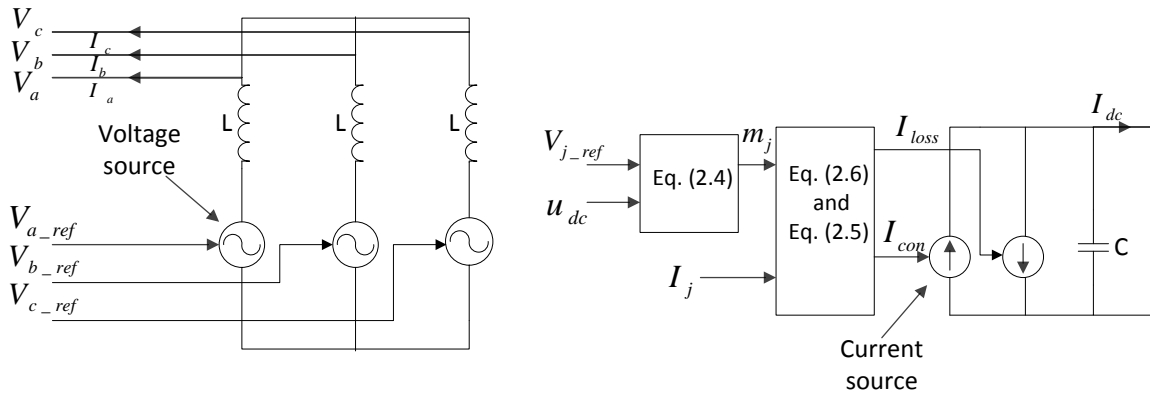 V_c
I_c
V_b
I_b
V_a
I_a
L L L
Voltage
source
V_a_ref
V_b_ref
V_c_ref
V_j_ref
u_dc
Eq. (2.4)
m_j
I_j
Eq. (2.6)
and
Eq. (2.5)
I_loss
I_con
I_dc
C
Current
source